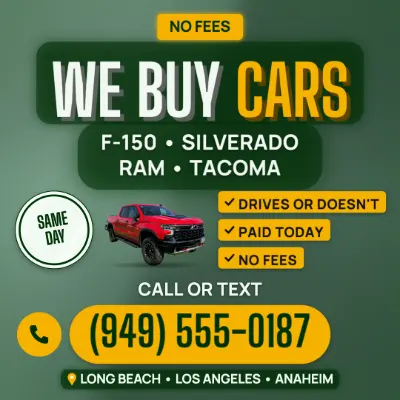 NO FEES
WE BUY CARS
F-150 • SILVERADO
RAM • TACOMA
SAME
DAY
DRIVES OR DOESN'T
PAID TODAY
NO FEES
CALL OR TEXT
(949) 555-0187
LONG BEACH • LOS ANGELES • ANAHEIM